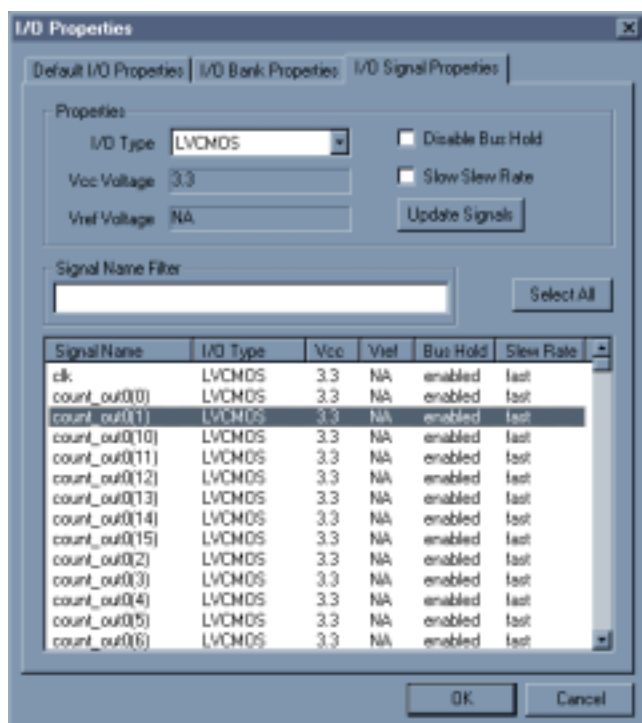 I/O Properties
Default I/O Properties I/O Bank Properties I/O Signal Properties
Properties
I/O Type LVCMOS Disable Bus Hold
Vcc Voltage 3.3 Slow Slew Rate
Vref Voltage NA Update Signals
Signal Name Filter
Select All
Signal Name I/O Type Vcc Vref Bus Hold Slew Rate
clk LVCMOS 3.3 NA enabled fast
count_out0(0) LVCMOS 3.3 NA enabled fast
count_out0(1) LVCMOS 3.3 NA enabled fast
count_out0(10) LVCMOS 3.3 NA enabled fast
count_out0(11) LVCMOS 3.3 NA enabled fast
count_out0(12) LVCMOS 3.3 NA enabled fast
count_out0(13) LVCMOS 3.3 NA enabled fast
count_out0(14) LVCMOS 3.3 NA enabled fast
count_out0(15) LVCMOS 3.3 NA enabled fast
count_out0(2) LVCMOS 3.3 NA enabled fast
count_out0(3) LVCMOS 3.3 NA enabled fast
count_out0(4) LVCMOS 3.3 NA enabled fast
count_out0(5) LVCMOS 3.3 NA enabled fast
count_out0(6) LVCMOS 3.3 NA enabled fast
OK Cancel